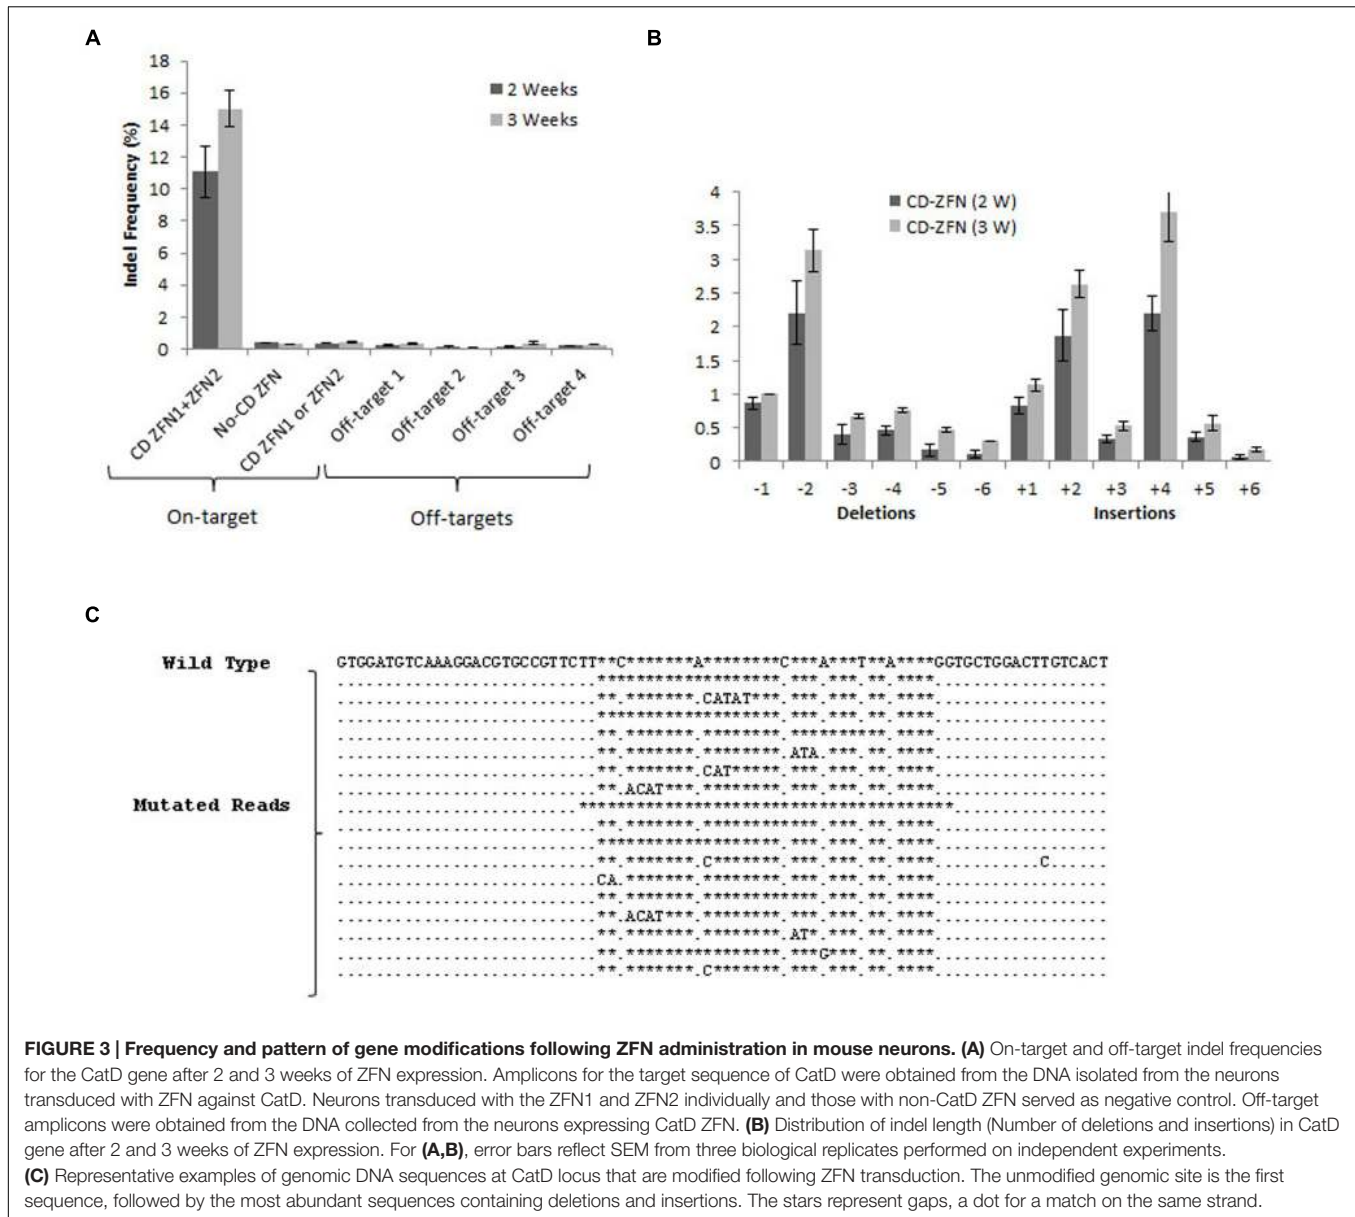 A
18
16
14
12
10
8
6
4
2
0
Indel Frequency (%)
2 Weeks
3 Weeks
CD ZFN1+ZFN2
No-CD ZFN
CD ZFN1 or ZFN2
Off-target 1
Off-target 2
Off-target 3
Off-target 4
On-target
Off-targets
B
4
3.5
3
2.5
2
1.5
1
0.5
0
CD-ZFN (2 W)
CD-ZFN (3 W)
-1 -2 -3 -4 -5 -6 +1 +2 +3 +4 +5 +6
Deletions Insertions
C
Wild Type GTGGATGTCAAAGGACGTGCCGTTCTT**C*******A********C***A***T**A****GGTGCTGGACTTGTCACT
Mutated Reads
CATAT
ATA
CAT
ACAT
C C
CA
ACAT
AT
G
C
FIGURE 3 | Frequency and pattern of gene modifications following ZFN administration in mouse neurons. (A) On-target and off-target indel frequencies
for the CatD gene after 2 and 3 weeks of ZFN expression. Amplicons for the target sequence of CatD were obtained from the DNA isolated from the neurons
transduced with ZFN against CatD. Neurons transduced with the ZFN1 and ZFN2 individually and those with non-CatD ZFN served as negative control. Off-target
amplicons were obtained from the DNA collected from the neurons expressing CatD ZFN. (B) Distribution of indel length (Number of deletions and insertions) in CatD
gene after 2 and 3 weeks of ZFN expression. For (A,B), error bars reflect SEM from three biological replicates performed on independent experiments.
(C) Representative examples of genomic DNA sequences at CatD locus that are modified following ZFN transduction. The unmodified genomic site is the first
sequence, followed by the most abundant sequences containing deletions and insertions. The stars represent gaps, a dot for a match on the same strand.